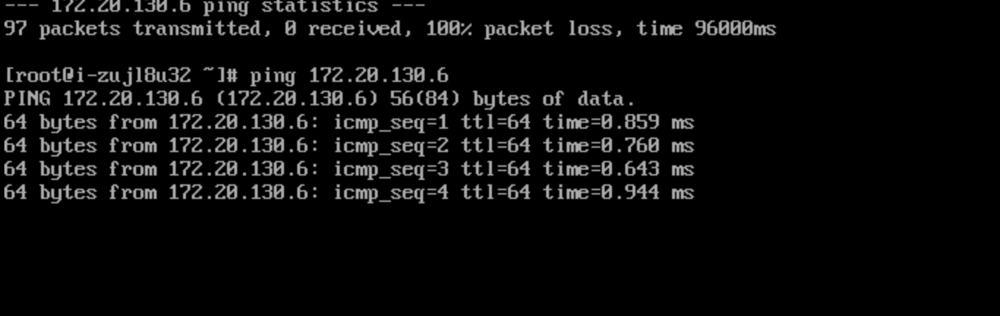 --- 172.20.130.6 ping statistics ---
97 packets transmitted, 0 received, 100% packet loss, time 96000ms
[root@i-zujl8u32 ~]# ping 172.20.130.6
PING 172.20.130.6 (172.20.130.6) 56(84) bytes of data.
64 bytes from 172.20.130.6: icmp_seq=1 ttl=64 time=0.859 ms
64 bytes from 172.20.130.6: icmp_seq=2 ttl=64 time=0.760 ms
64 bytes from 172.20.130.6: icmp_seq=3 ttl=64 time=0.643 ms
64 bytes from 172.20.130.6: icmp_seq=4 ttl=64 time=0.944 ms